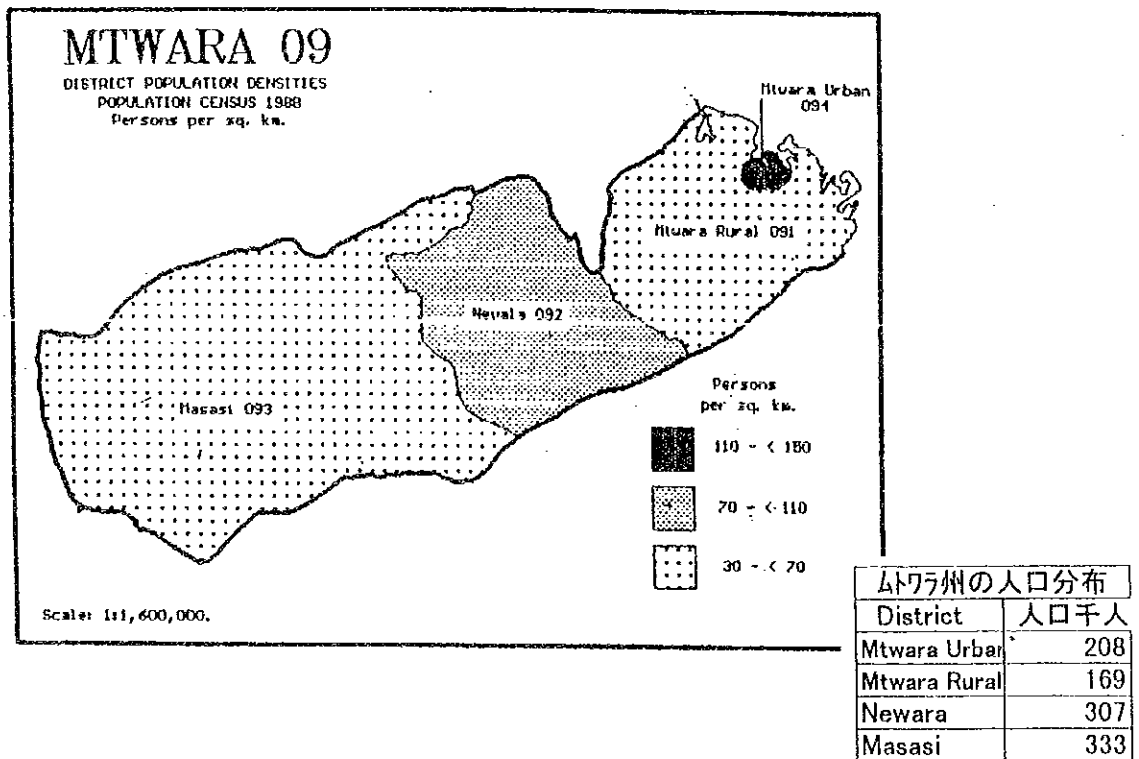 MTWARA 09
DISTRICT POPULATION DENSITIES
POPULATION CENSUS 1988
Persons per sq. km.
Mtwara Urban
094
Mtwara Rural 091
Newala 092
Masasi 093
Persons
per sq. km.
110 - < 150
70 - < 110
30 - < 70
Scale: 1:1,600,000.
ムトワラ州の人口分布
District 人口千人
Mtwara Urban 208
Mtwara Rural 169
Newara 307
Masasi 333